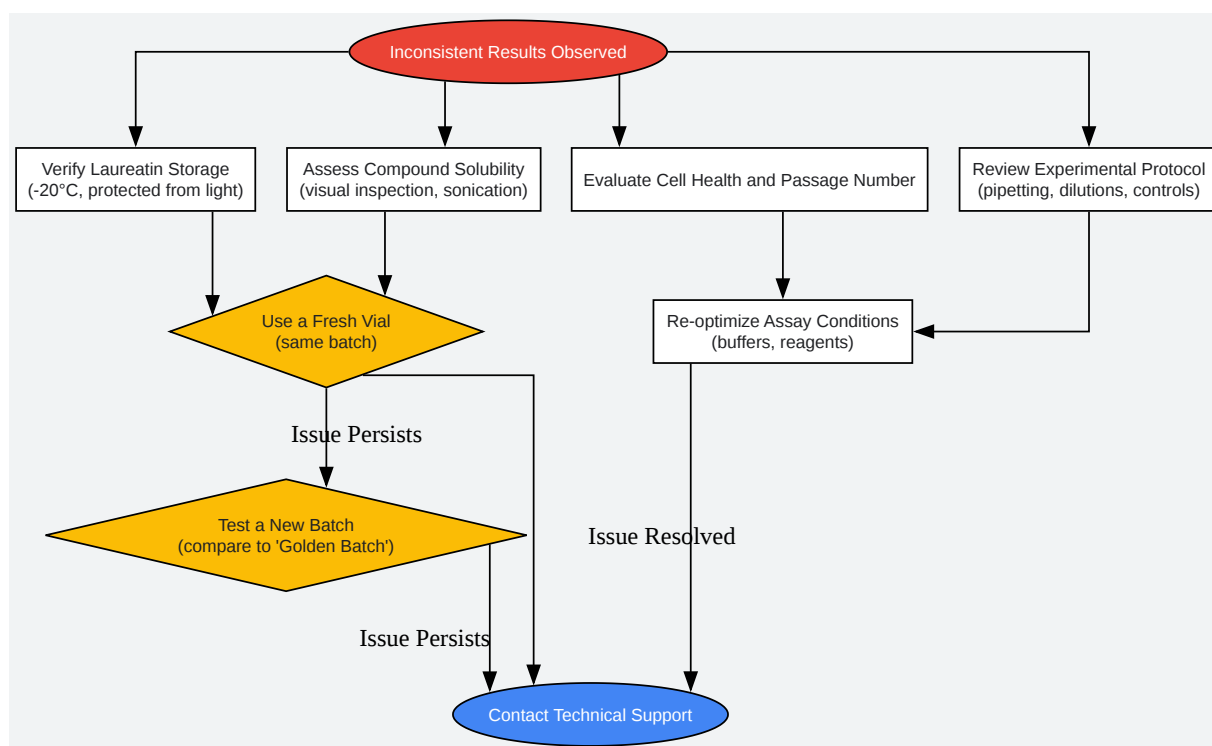 Inconsistent Results Observed
Verify Laureatin Storage
(-20°C, protected from light)
Assess Compound Solubility
(visual inspection, sonication)
Evaluate Cell Health and Passage Number
Review Experimental Protocol
(pipetting, dilutions, controls)
Use a Fresh Vial
(same batch)
Re-optimize Assay Conditions
(buffers, reagents)
Issue Persists
Test a New Batch
(compare to 'Golden Batch')
Issue Resolved
Issue Persists
Contact Technical Support